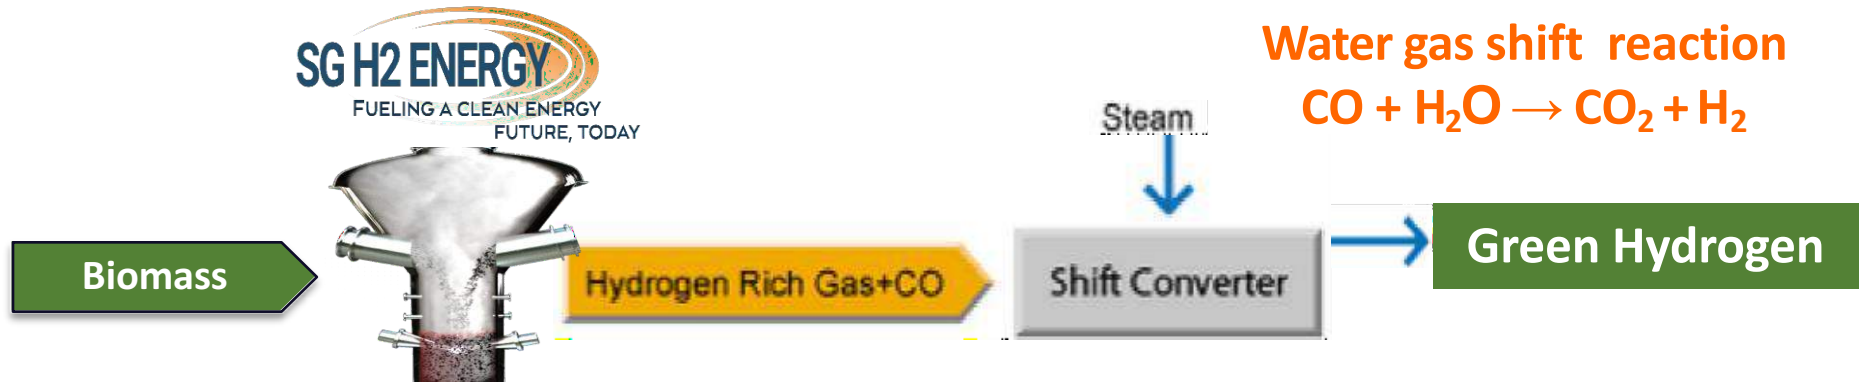 SG H2 ENERGY
FUELING A CLEAN ENERGY
FUTURE, TODAY
Water gas shift reaction
CO + H₂O → CO₂ + H₂
Steam
Biomass
Hydrogen Rich Gas+CO
Shift Converter
Green Hydrogen